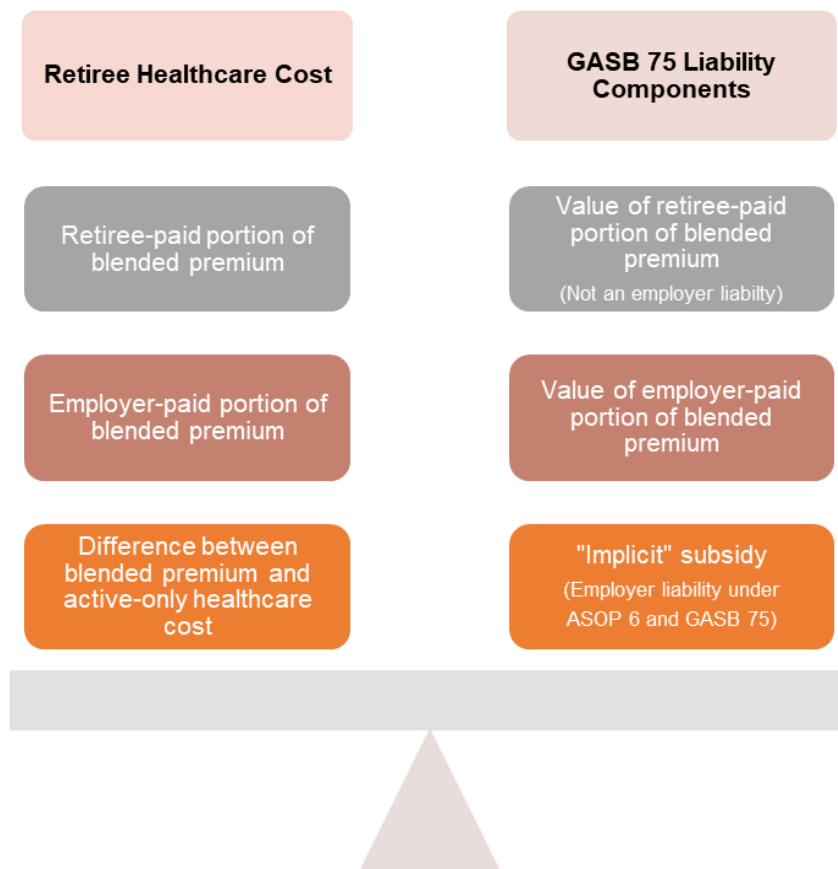 Retiree Healthcare Cost
GASB 75 Liability
Components
Retiree-paid portion of
blended premium
Value of retiree-paid
portion of blended
premium
(Not an employer liabilty)
Employer-paid portion of
blended premium
Value of employer-paid
portion of blended
premium
Difference between
blended premium and
active-only healthcare
cost
"Implicit" subsidy
(Employer liability under
ASOP 6 and GASB 75)